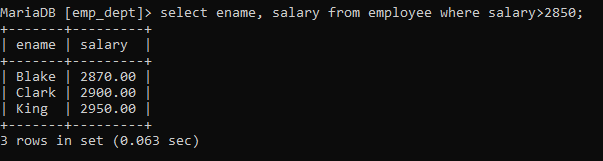 MariaDB [emp_dept]> select ename, salary from employee where salary>2850;
+-------+---------+
| ename | salary  |
+-------+---------+
| Blake | 2870.00 |
| Clark | 2900.00 |
| King  | 2950.00 |
+-------+---------+
3 rows in set (0.063 sec)